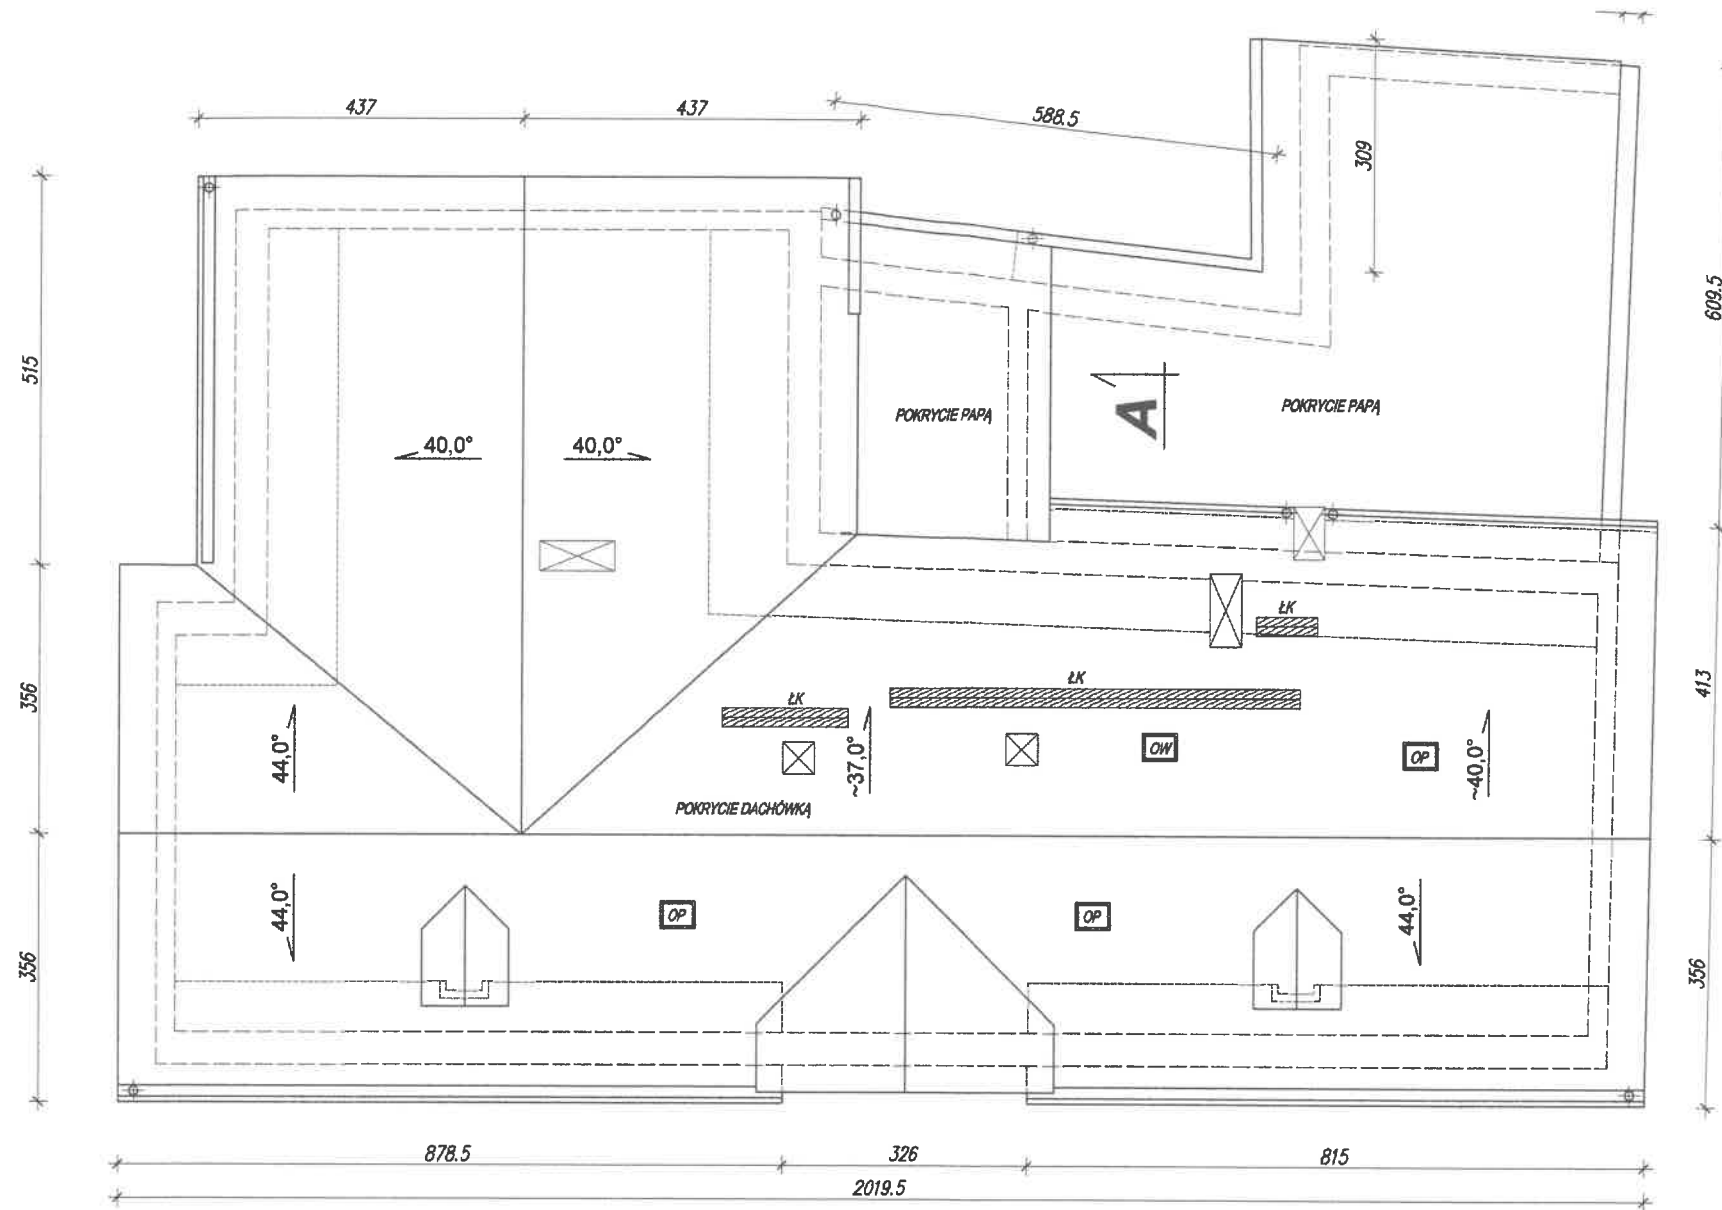 437
437
588.5
309
609.5
515
POKRYCIE PAPĄ
A
POKRYCIE PAPĄ
40,0°
40,0°
ŁK
356
ŁK
ŁK
413
44,0°
~37,0°
OW
OP
~40,0°
POKRYCIE DACHÓWKĄ
44,0°
OP
OP
44,0°
356
356
878.5
326
815
2019.5